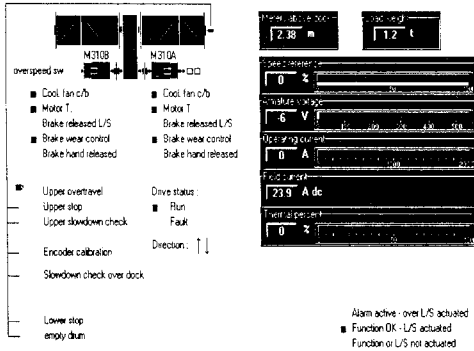 Meters above dock
2.38 m
Load weight
1.2 t
M310B
M310A
overspeed sw
Cool. fan c/b
Motor T.
Brake released L/S
Brake wear control
Brake hand released
Cool. fan c/b
Motor T
Brake released L/S
Brake wear control
Brake hand released
Speed reference
0 %
Armature voltage
-6 V
Operating current
0 A
Field current
23.9 A dc
Thermal percent
0 %
Upper overtravel
Upper stop
Upper slowdown check
Encoder calibration
Slowdown check over dock
Lower stop
empty drum
Drive status :
Run
Fault
Direction : ↑↓
Alarm active - over L/S actuated
Function OK - L/S actuated
Function or L/S not actuated